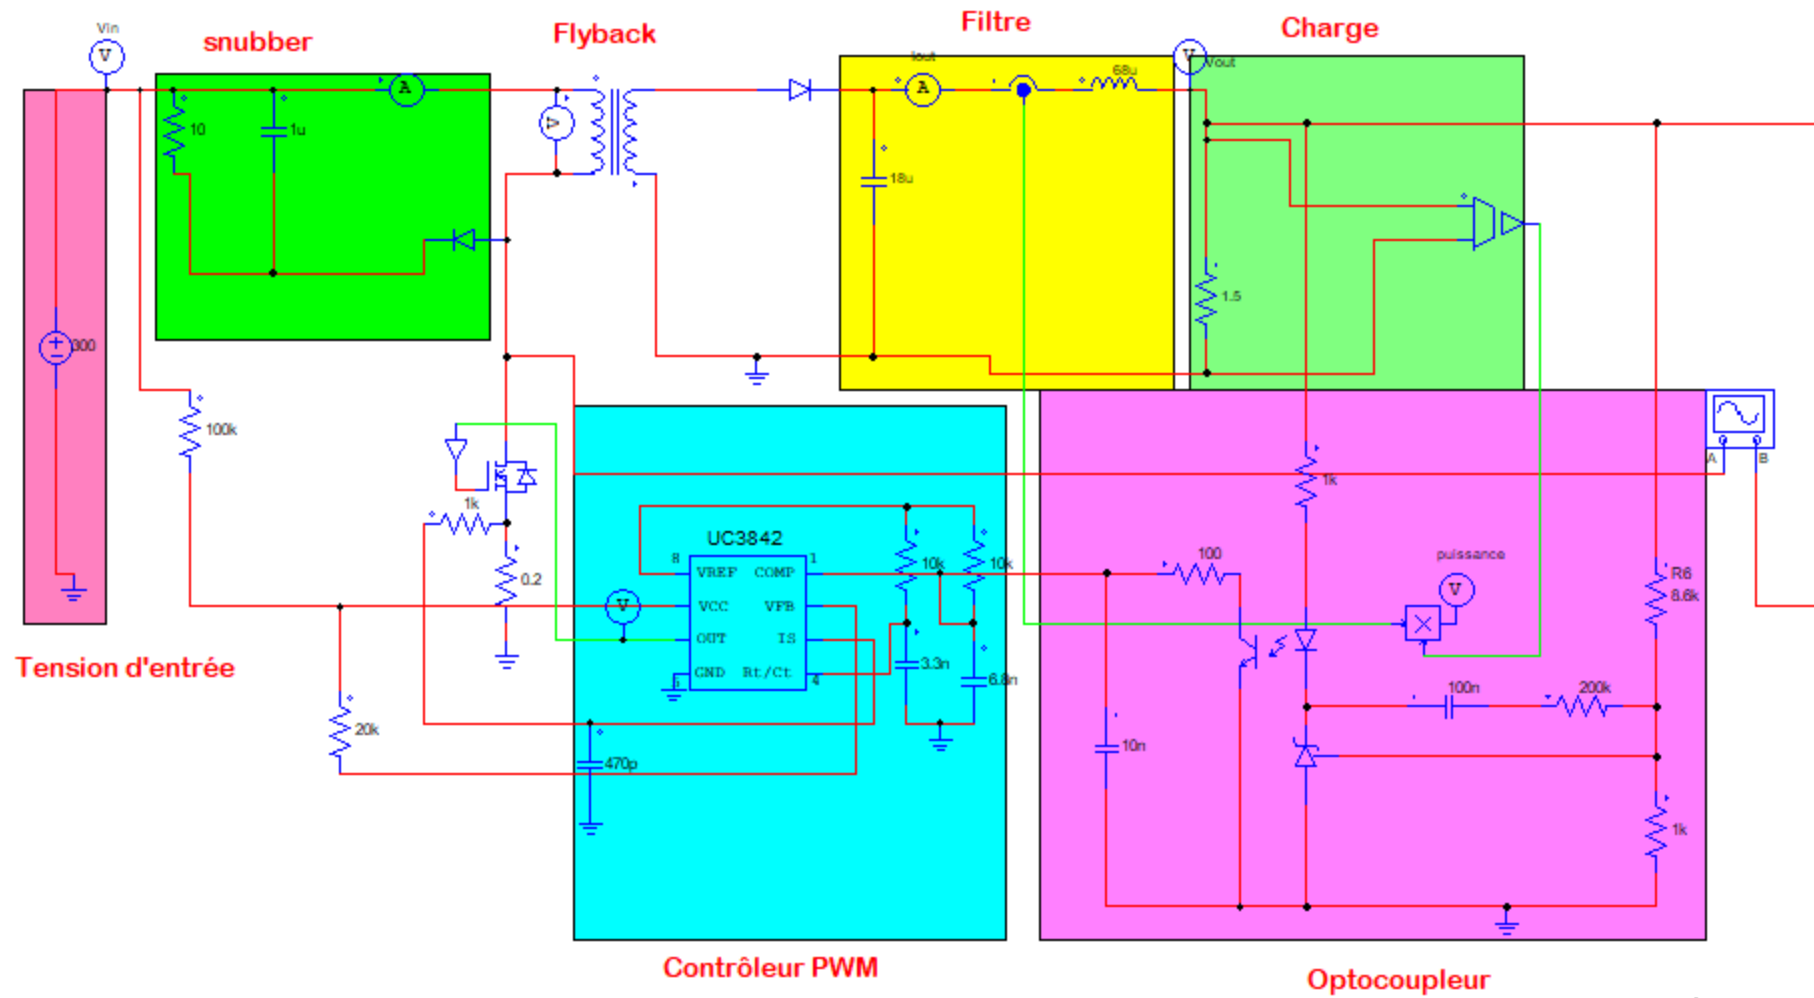 Vin
snubber
Flyback
Filtre
Charge
V
A
Iout
A
68u
V
Vout
10
1u
V
18u
1.5
300
100k
1k
0.2
UC3842
8
VREF
COMP
1
VCC
VFB
OUT
IS
GND
Rt/Ct
5
4
V
10k
10k
3.3n
6.8n
20k
470p
Tension d'entrée
1k
A
B
100
puissance
V
R6
8.6k
100n
200k
10n
1k
Contrôleur PWM
Optocoupleur